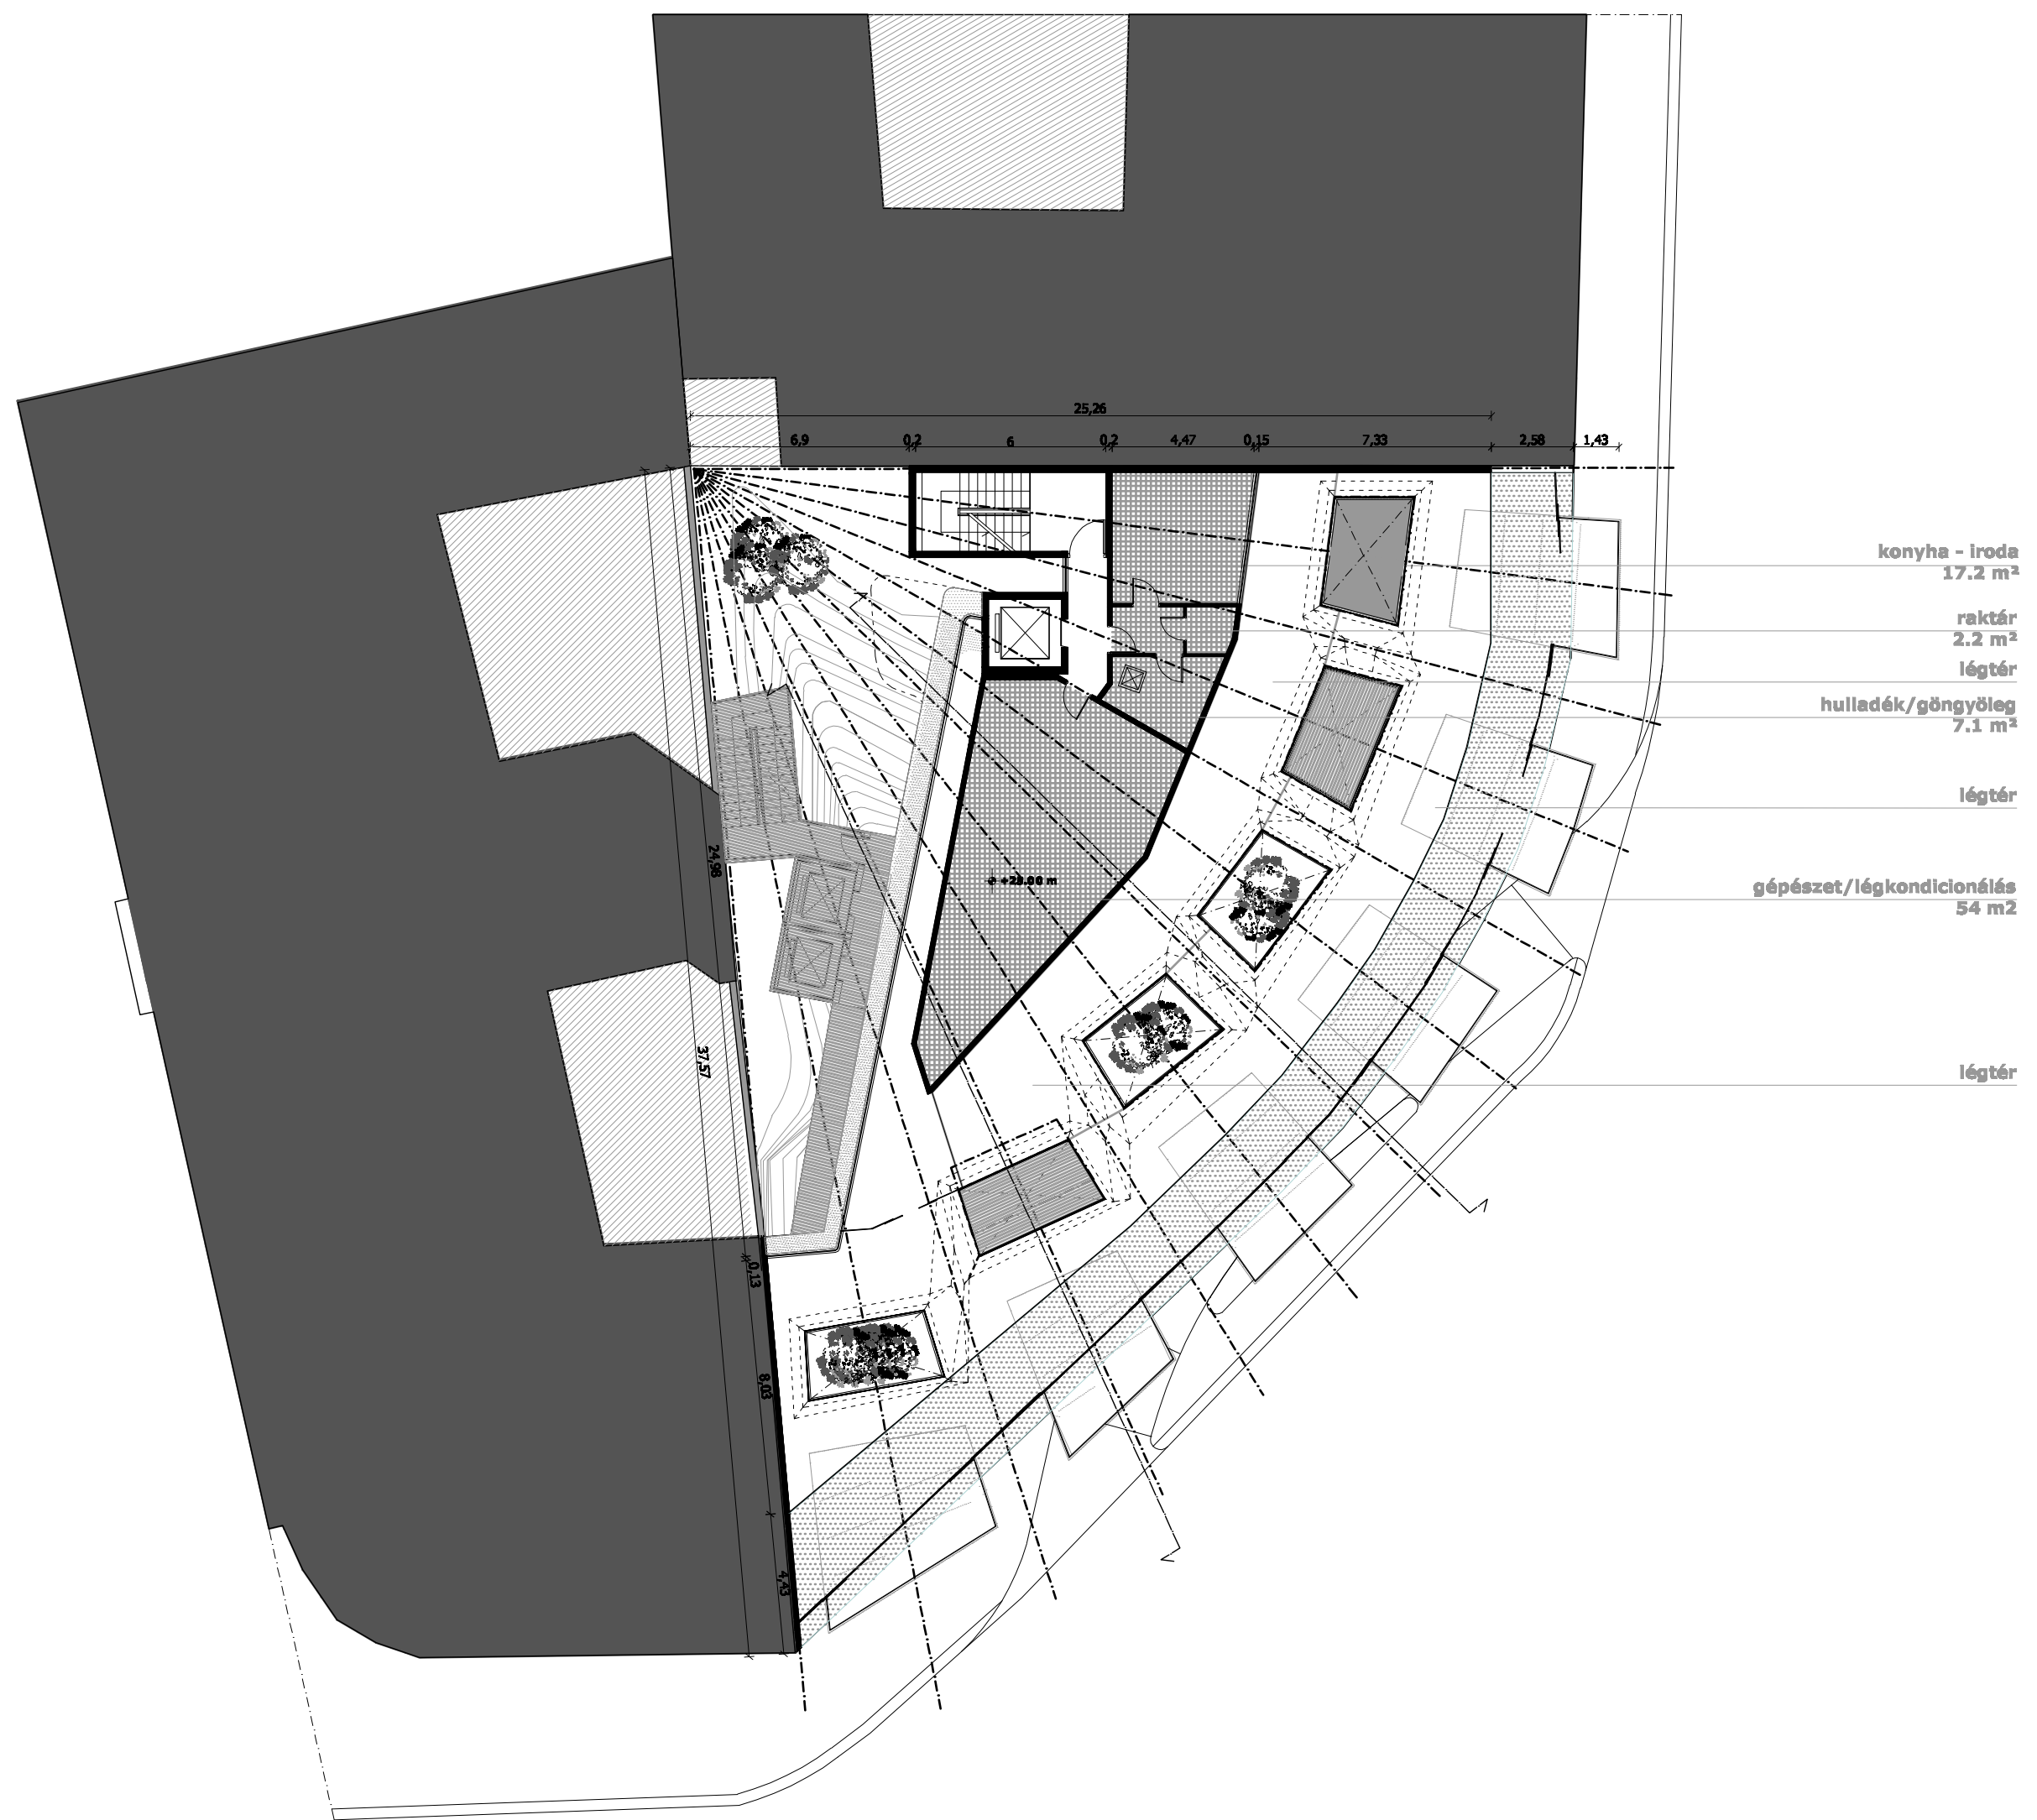 25,26
6,9 0,2 6 0,2 4,47 0,15 7,33 2,58 1,43
konyha - iroda
17.2 m²
raktár
2.2 m²
légtér
hulladék/göngyöleg
7.1 m²
légtér
24,98
+28.00 m
gépészet/légkondicionálás
54 m2
37,57
légtér
0,13
8,03
4,43